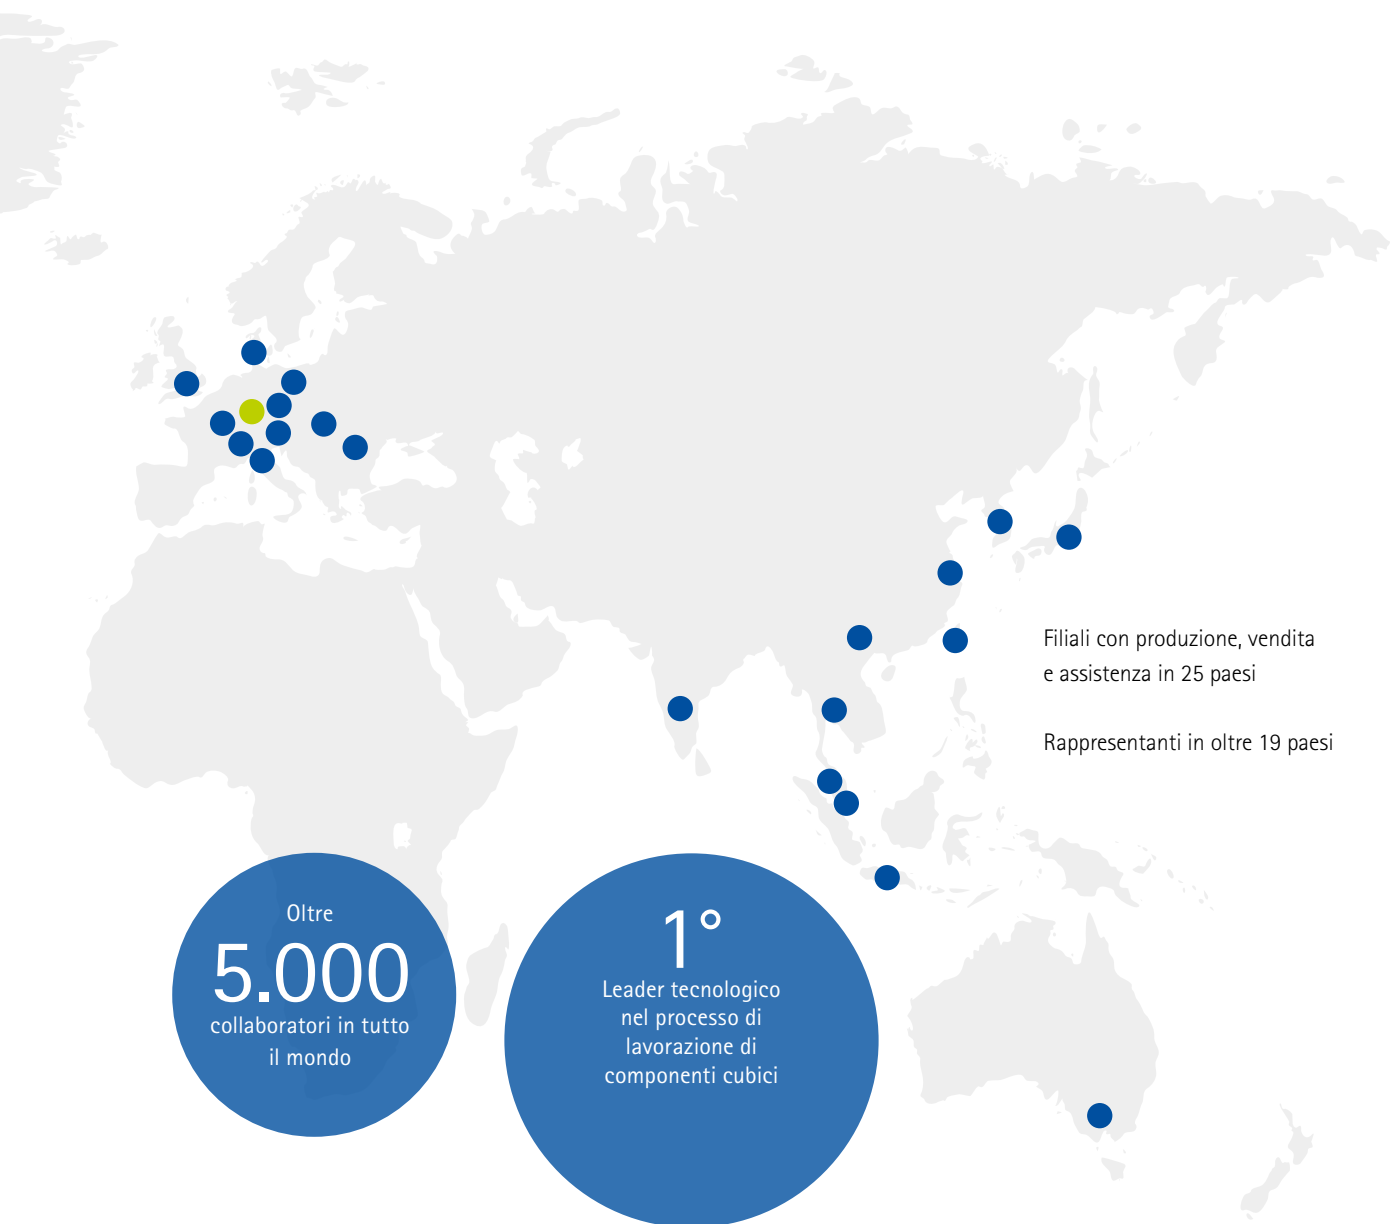 Filiali con produzione, vendita
e assistenza in 25 paesi
Rappresentanti in oltre 19 paesi
Oltre
5.000
collaboratori in tutto
il mondo
1°
Leader tecnologico
nel processo di
lavorazione di
componenti cubici